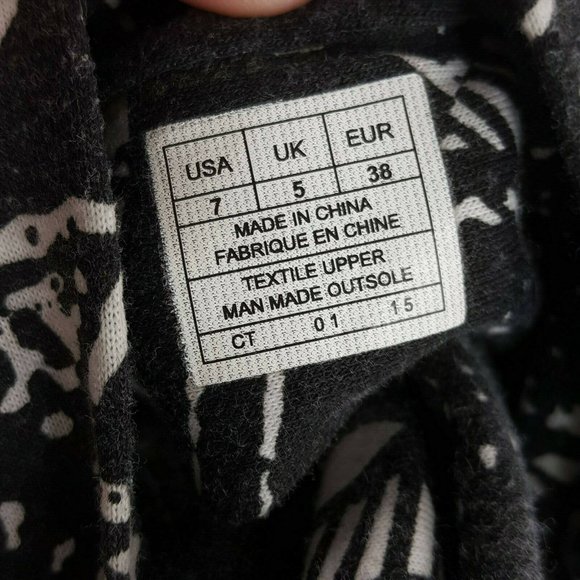 USA UK EUR
7 5 38
MADE IN CHINA
FABRIQUE EN CHINE
TEXTILE UPPER
MAN MADE OUTSOLE
CT 01 15